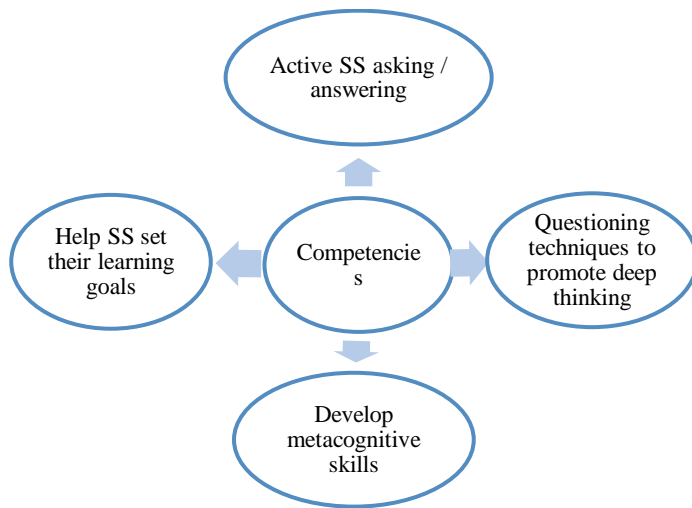 Active SS asking /
answering
Help SS set
their learning
goals
Competencie
s
Questioning
techniques to
promote deep
thinking
Develop
metacognitive
skills